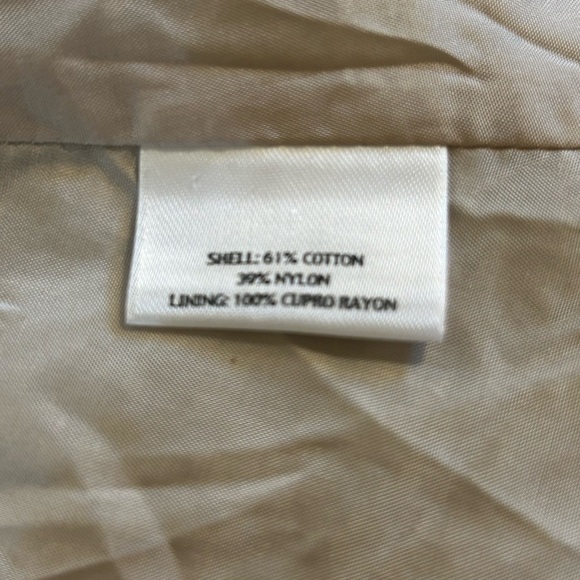 SHELL: 61% COTTON
39% NYLON
LINING: 100% CUPRO RAYON